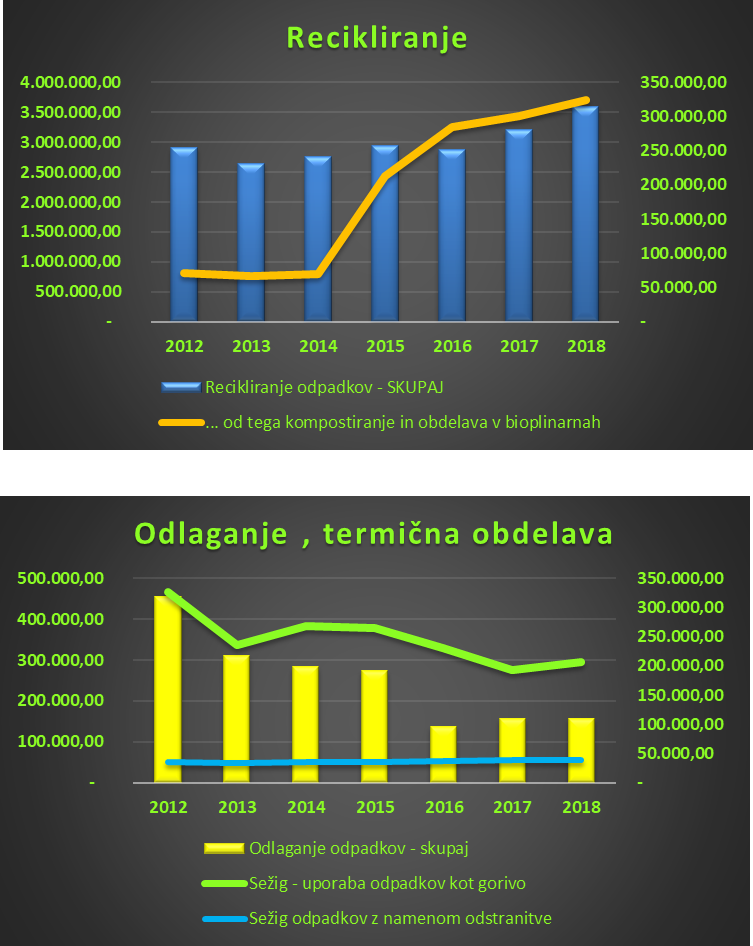 Recikliranje
4.000.000,00 350.000,00
3.500.000,00 300.000,00
3.000.000,00 250.000,00
2.500.000,00 200.000,00
2.000.000,00 150.000,00
1.500.000,00 100.000,00
1.000.000,00 50.000,00
500.000,00
- -
2012 2013 2014 2015 2016 2017 2018
Recikliranje odpadkov - SKUPAJ
... od tega kompostiranje in obdelava v bioplinarnah
Odlaganje , termična obdelava
500.000,00 350.000,00
400.000,00 300.000,00
300.000,00 250.000,00
200.000,00 200.000,00
100.000,00 150.000,00
100.000,00
50.000,00
- -
2012 2013 2014 2015 2016 2017 2018
Odlaganje odpadkov - skupaj
Sežig - uporaba odpadkov kot gorivo
Sežig odpadkov z namenom odstranitve